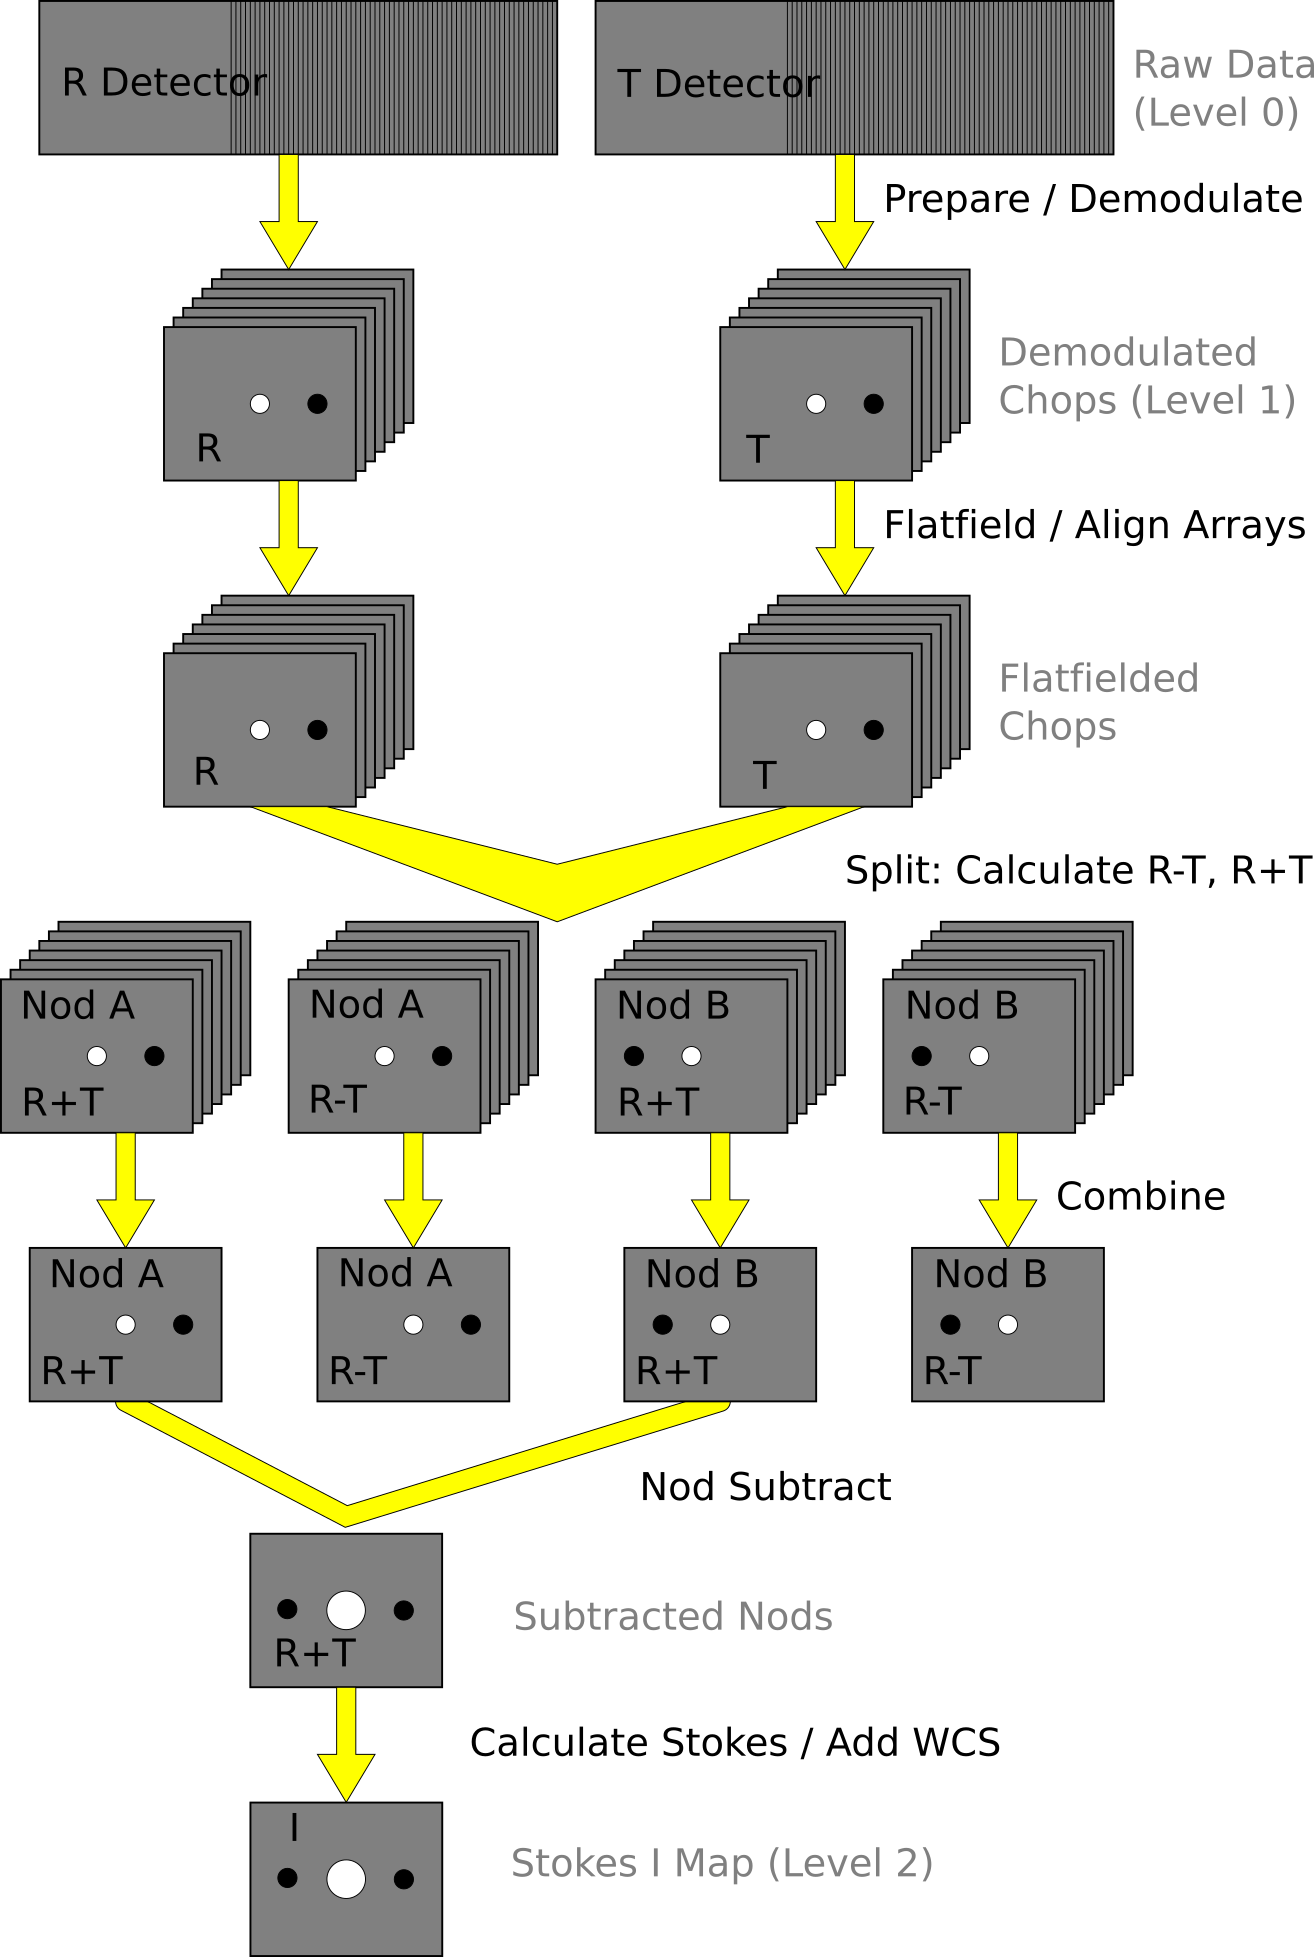 R Detector
T Detector
Raw Data
(Level 0)
Prepare / Demodulate
Demodulated
Chops (Level 1)
R
T
Flatfield / Align Arrays
Flatfielded
Chops
R
T
Split: Calculate R-T, R+T
Nod A
Nod A
Nod B
Nod B
R+T
R-T
R+T
R-T
Combine
Nod A
Nod A
Nod B
Nod B
R+T
R-T
R+T
R-T
Nod Subtract
Subtracted Nods
R+T
Calculate Stokes / Add WCS
I
Stokes I Map (Level 2)